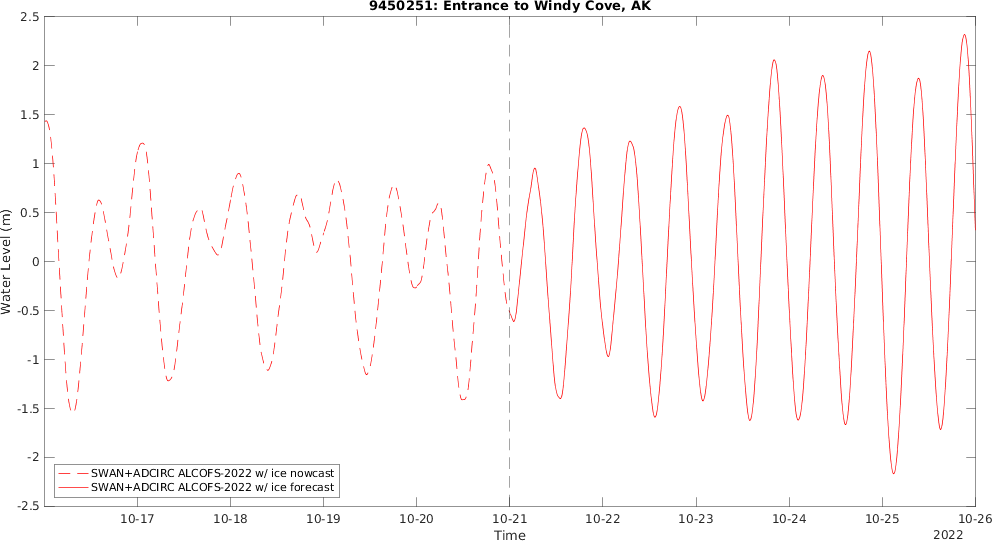 9450251: Entrance to Windy Cove, AK
2.5
2
1.5
1
0.5
0
-0.5
-1
-1.5
-2
-2.5
Water Level (m)
SWAN+ADCIRC ALCOFS-2022 w/ ice nowcast
SWAN+ADCIRC ALCOFS-2022 w/ ice forecast
10-17 10-18 10-19 10-20 10-21 10-22 10-23 10-24 10-25 10-26
Time
2022